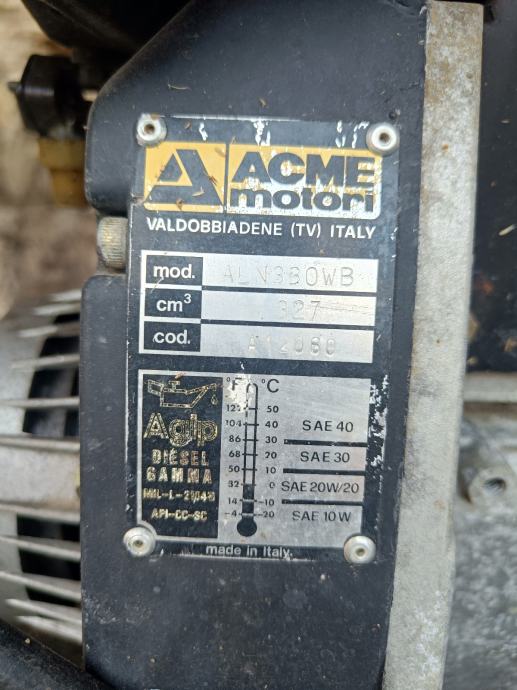 ACME
motori
VALDOBBIADENE (TV) ITALY
mod. ALN330WB
cm³ 327
cod.
°F °C
122 50
104 40 SAE 40
86 30
68 20 SAE 30
50 10
32 0 SAE 20W/20
14 -10
-4 -20 SAE 10W
Agip
DIESEL
GAMMA
API-CC-SC
made in Italy.